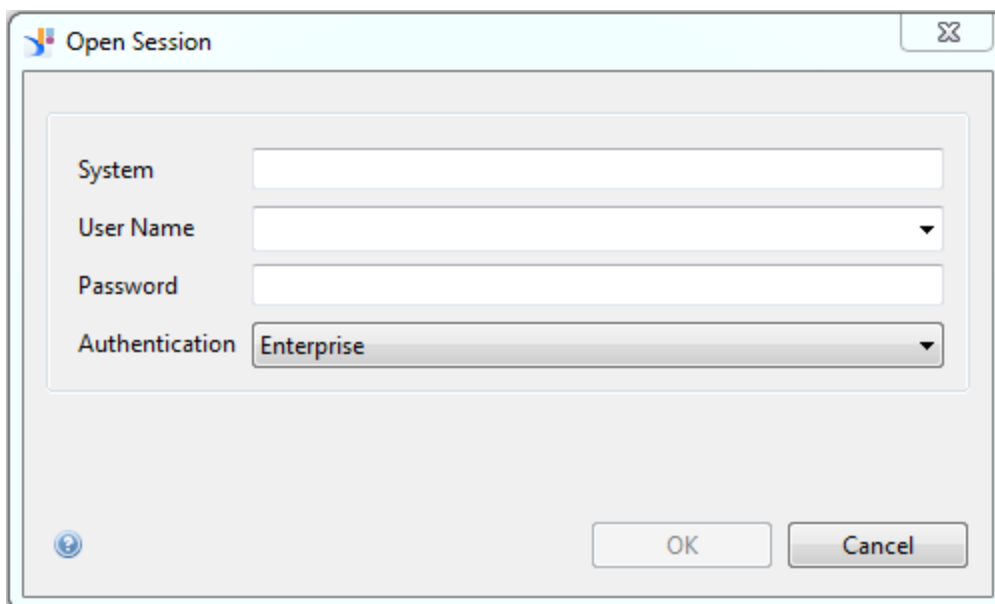 Open Session
System
User Name
Password
Authentication Enterprise
OK Cancel